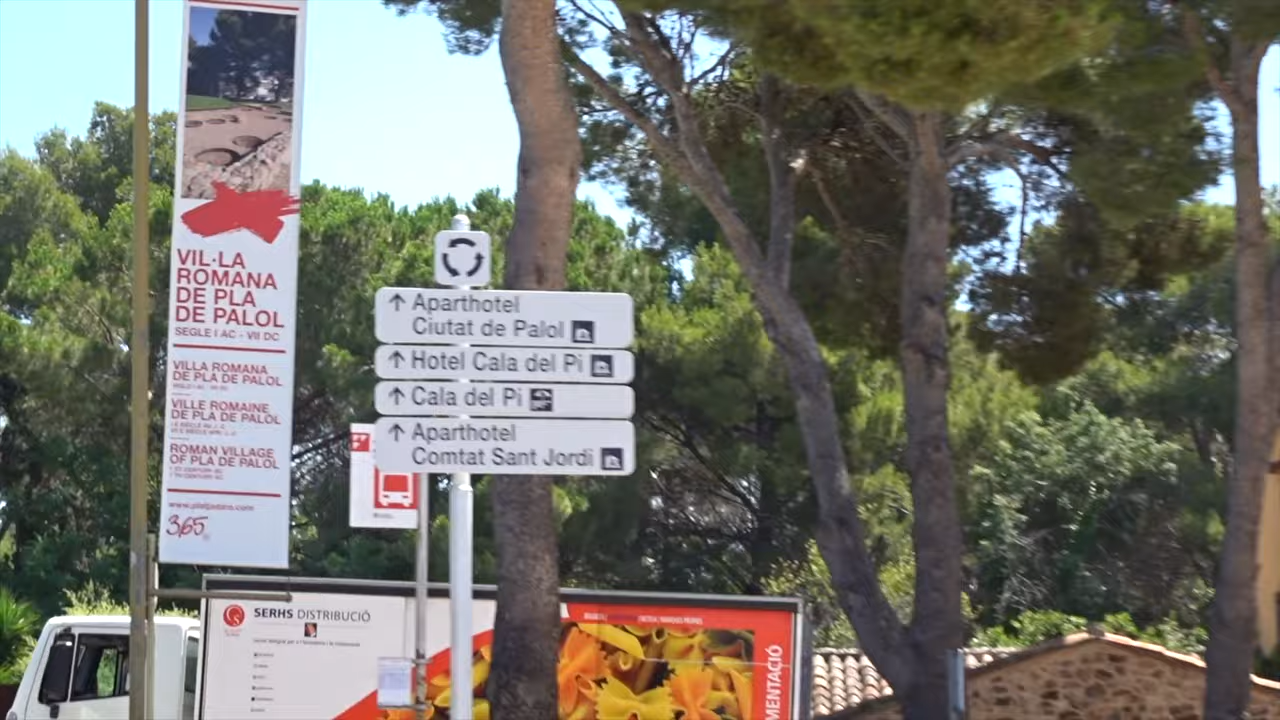 VIL·LA
ROMANA
DE PLA
DE PALOL
SEGLE I AC - VII DC
VILLA ROMANA
DE PLA DE PALOL
VILLE ROMAINE
DE PLA DE PALOL
ROMAN VILLAGE
OF PLA DE PALOL
365
Aparthotel
Ciutat de Palol
Hotel Cala del Pi
Cala del Pi
Aparthotel
Comtat Sant Jordi
SERHS DISTRIBUCIÓ
MENTACIÓ